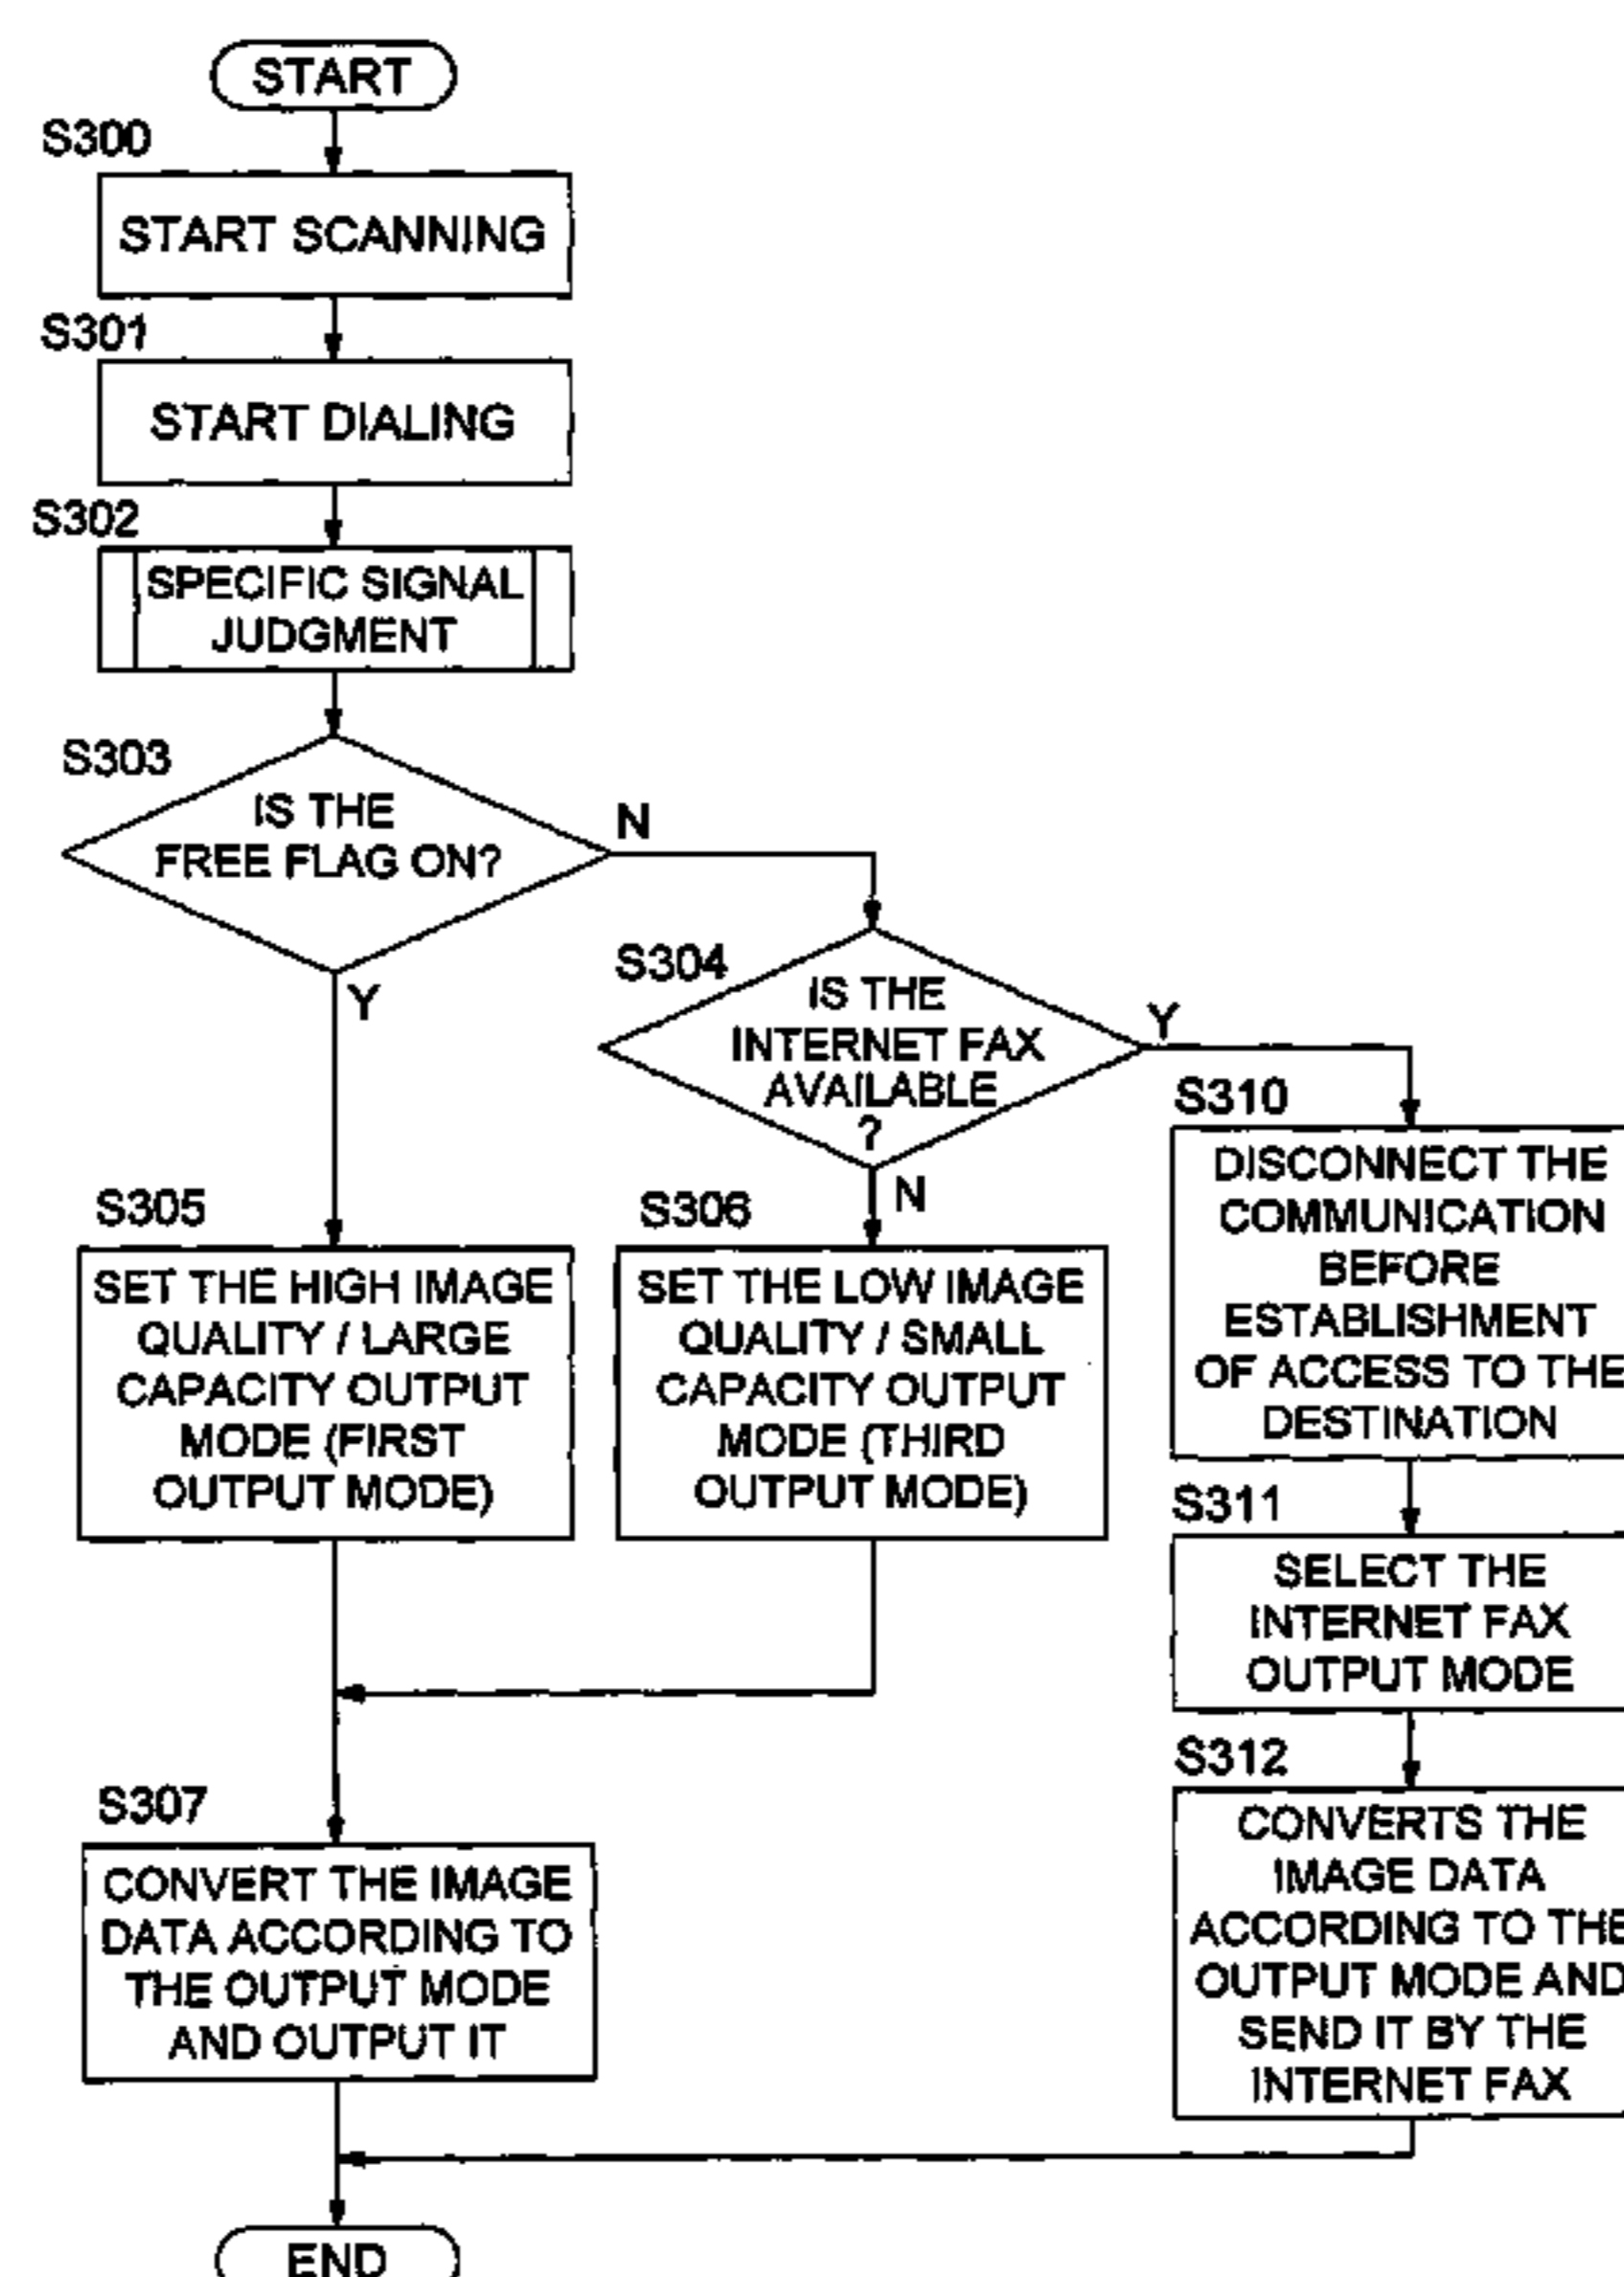 START
S300
START SCANNING
S301
START DIALING
S302
SPECIFIC SIGNAL
JUDGMENT
S303
IS THE
FREE FLAG ON?
N
Y
S304
IS THE
INTERNET FAX
AVAILABLE
?
Y
N
S305
SET THE HIGH IMAGE
QUALITY / LARGE
CAPACITY OUTPUT
MODE (FIRST
OUTPUT MODE)
S306
SET THE LOW IMAGE
QUALITY / SMALL
CAPACITY OUTPUT
MODE (THIRD
OUTPUT MODE)
S310
DISCONNECT THE
COMMUNICATION
BEFORE
ESTABLISHMENT
OF ACCESS TO THE
DESTINATION
S311
SELECT THE
INTERNET FAX
OUTPUT MODE
S312
CONVERTS THE
IMAGE DATA
ACCORDING TO THE
OUTPUT MODE AND
SEND IT BY THE
INTERNET FAX
S307
CONVERT THE IMAGE
DATA ACCORDING TO
THE OUTPUT MODE
AND OUTPUT IT
END